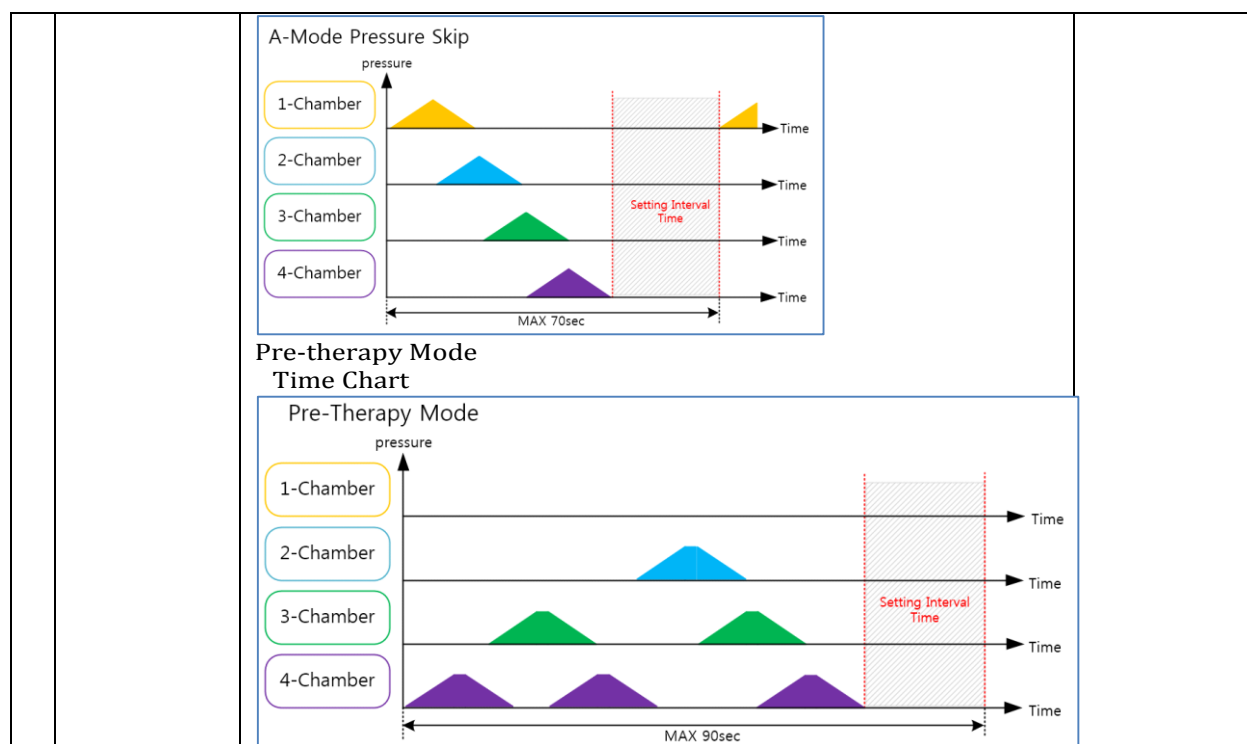 A-Mode Pressure Skip
pressure
1-Chamber
Time
2-Chamber
Time
3-Chamber
Setting Interval
Time
Time
4-Chamber
Time
MAX 70sec
Pre-therapy Mode
Time Chart
Pre-Therapy Mode
pressure
1-Chamber
Time
2-Chamber
Time
Setting Interval
Time
3-Chamber
Time
4-Chamber
Time
MAX 90sec